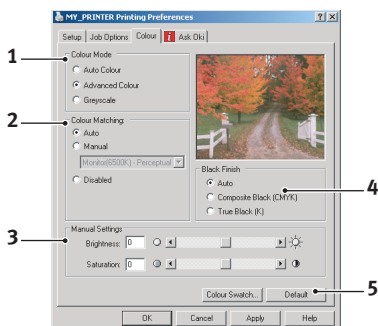 MY_PRINTER Printing Preferences
Setup Job Options Colour Ask Oki
1
Colour Mode
Auto Colour
Advanced Colour
Greyscale
2
Colour Matching:
Auto
Manual
Monitor(6500K) - Perceptual
Disabled
Black Finish
Auto
Composite Black (CMYK)
True Black (K)
4
3
Manual Settings
Brightness: 0
Saturation: 0
Colour Swatch... Default
5
OK Cancel Apply Help